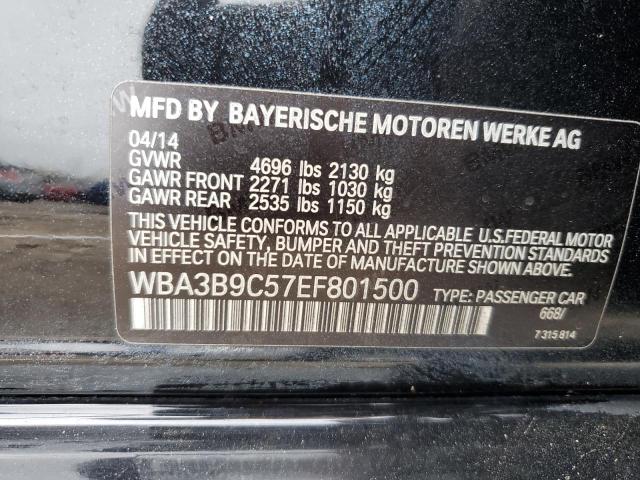 MFD BY BAYERISCHE MOTOREN WERKE AG
04/14
GVWR 4696 lbs 2130 kg
GAWR FRONT 2271 lbs 1030 kg
GAWR REAR 2535 lbs 1150 kg
THIS VEHICLE CONFORMS TO ALL APPLICABLE U.S.FEDERAL MOTOR
VEHICLE SAFETY, BUMPER AND THEFT PREVENTION STANDARDS
IN EFFECT ON THE DATE OF MANUFACTURE SHOWN ABOVE.
WBA3B9C57EF801500 TYPE: PASSENGER CAR
668/
7 315 814